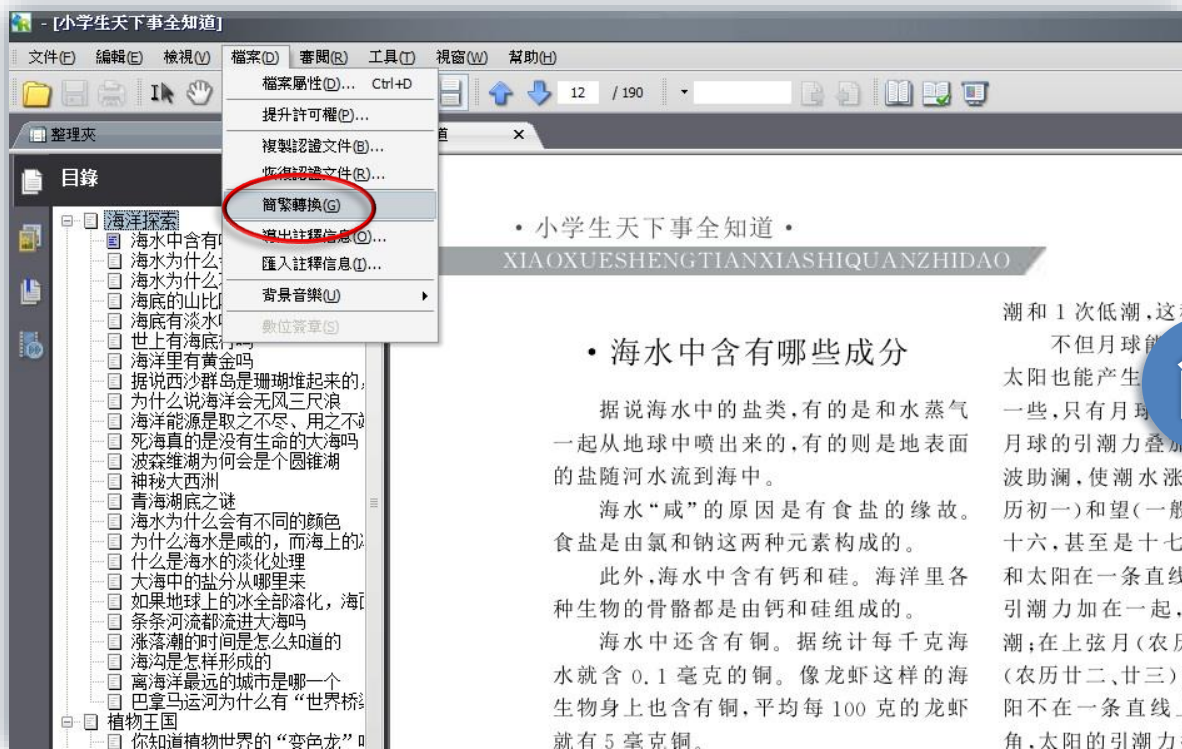 - [小学生天下事全知道]
文件(F) 編輯(E) 檢視(V) 檔案(D) 審閱(R) 工具(T) 視窗(W) 幫助(H)
檔案屬性(D)... Ctrl+D
提升許可權(P)...
複製認證文件(B)...
恢復認證文件(R)...
簡繁轉換(G)
導出註釋信息(O)...
匯入註釋信息(I)...
背景音樂(U)
數位簽章(S)
12 / 190
整理夾
道 ×
目錄
海洋探索
海水中含有
海水为什么
海水为什么
海底的山比
海底有淡水
世上有海底
海洋里有黄金吗
据说西沙群岛是珊瑚堆起来的,
为什么说海洋会无风三尺浪
海洋能源是取之不尽、用之不
死海真的是没有生命的大海吗
波森维湖为何会是个圆锥湖
神秘大西洲
青海湖底之谜
海水为什么会有不同的颜色
为什么海水是咸的，而海上的
什么是海水的淡化处理
大海中的盐分从哪里来
如果地球上的冰全部溶化，海
条条河流都流进大海吗
涨落潮的时间是怎么知道的
海沟是怎样形成的
离海洋最远的城市是哪一个
巴拿马运河为什么有“世界桥
植物王国
你知道植物世界的“变色龙”
• 小学生天下事全知道 •
XIAOXUESHENGTIANXIASHIQUANZHIDAO
• 海水中含有哪些成分
据说海水中的盐类,有的是和水蒸气
一起从地球中喷出来的,有的则是地表面
的盐随河水流到海中。
海水“咸”的原因是有食盐的缘故。
食盐是由氯和钠这两种元素构成的。
此外,海水中含有钙和硅。海洋里各
种生物的骨骼都是由钙和硅组成的。
海水中还含有铜。据统计每千克海
水就含 0.1 毫克的铜。像龙虾这样的海
生物身上也含有铜,平均每 100 克的龙虾
就有 5 毫克铜。
潮和 1 次低潮,这
不但月球能
太阳也能产生
一些,只有月球
月球的引潮力叠加
波助澜,使潮水涨
历初一)和望(一般
十六,甚至是十七
和太阳在一条直线
引潮力加在一起,
潮;在上弦月(农历
(农历廿二、廿三)
阳不在一条直线上
角,太阳的引潮力